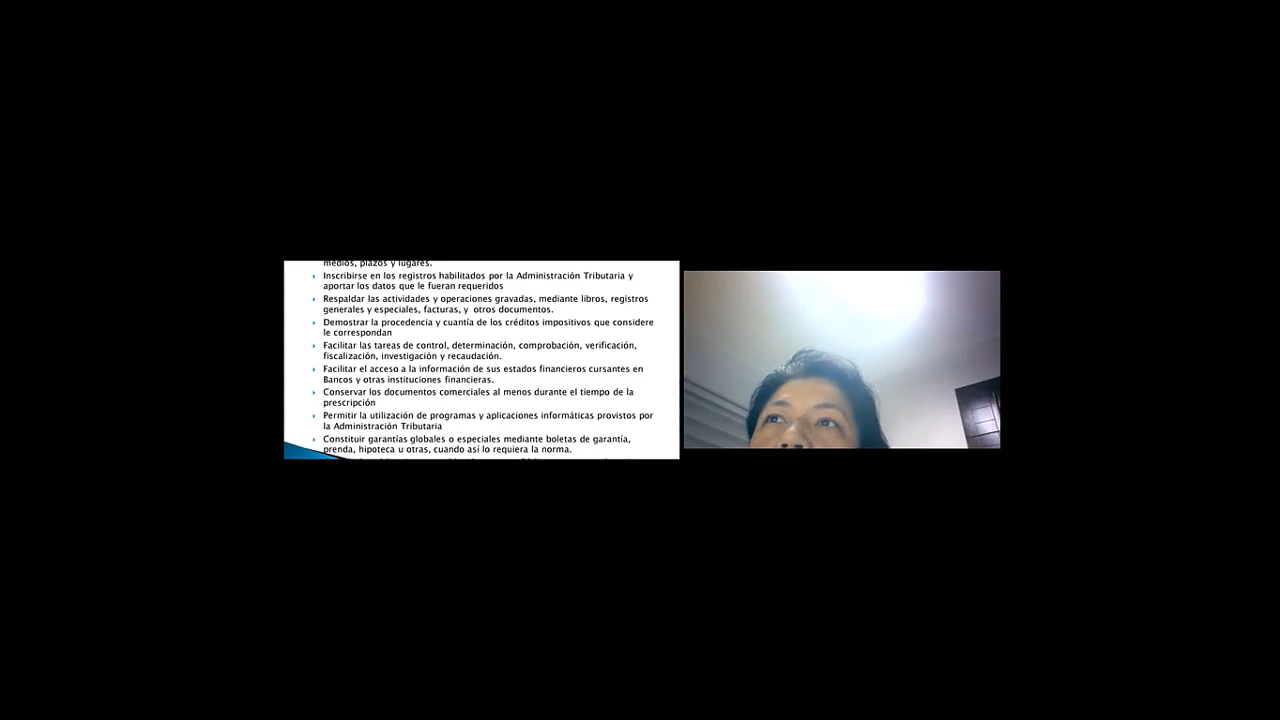 medios, plazos y lugares.
Inscribirse en los registros habilitados por la Administración Tributaria y
aportar los datos que le fueran requeridos
Respaldar las actividades y operaciones gravadas, mediante libros, registros
generales y especiales, facturas, y otros documentos.
Demostrar la procedencia y cuantía de los créditos impositivos que considere
le correspondan
Facilitar las tareas de control, determinación, comprobación, verificación,
fiscalización, investigación y recaudación.
Facilitar el acceso a la información de sus estados financieros cursantes en
Bancos y otras instituciones financieras.
Conservar los documentos comerciales al menos durante el tiempo de la
prescripción
Permitir la utilización de programas y aplicaciones informáticas provistos por
la Administración Tributaria
Constituir garantías globales o especiales mediante boletas de garantía,
prenda, hipoteca u otras, cuando así lo requiera la norma.